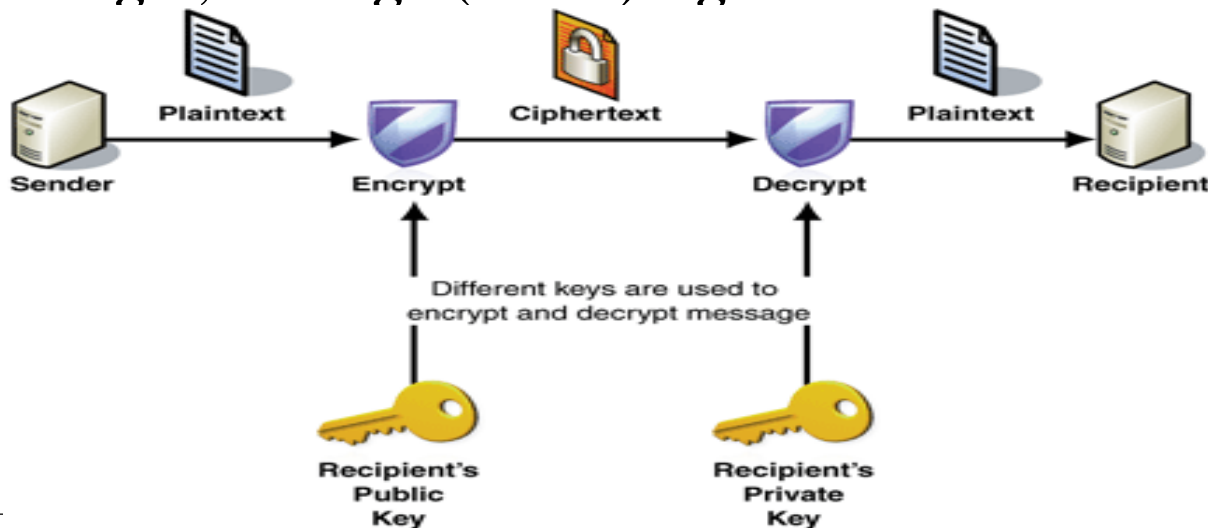 Plaintext
Ciphertext
Plaintext
Sender
Encrypt
Decrypt
Recipient
Different keys are used to
encrypt and decrypt message
Recipient's
Public
Key
Recipient's
Private
Key